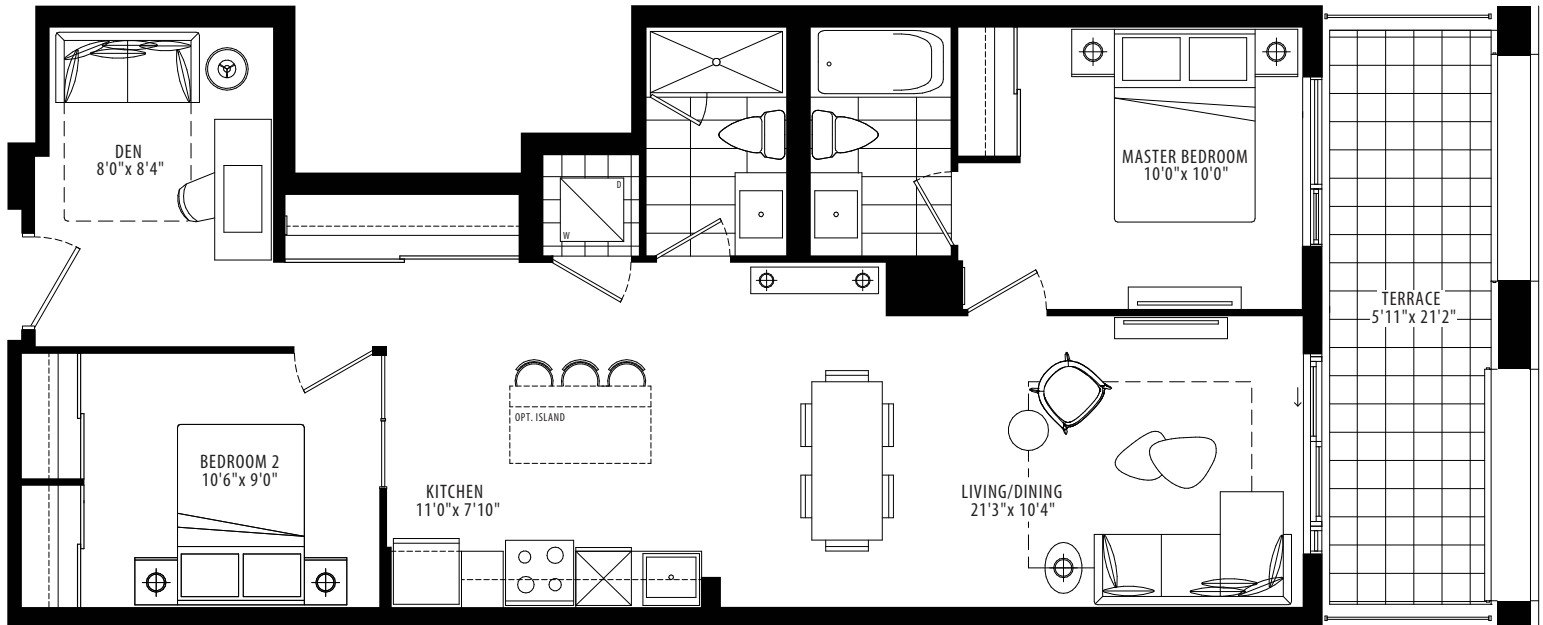 DEN
8'0"x 8'4"
D
W
MASTER BEDROOM
10'0"x 10'0"
TERRACE
5'11"x 21'2"
OPT. ISLAND
BEDROOM 2
10'6"x 9'0"
KITCHEN
11'0"x 7'10"
LIVING/DINING
21'3"x 10'4"